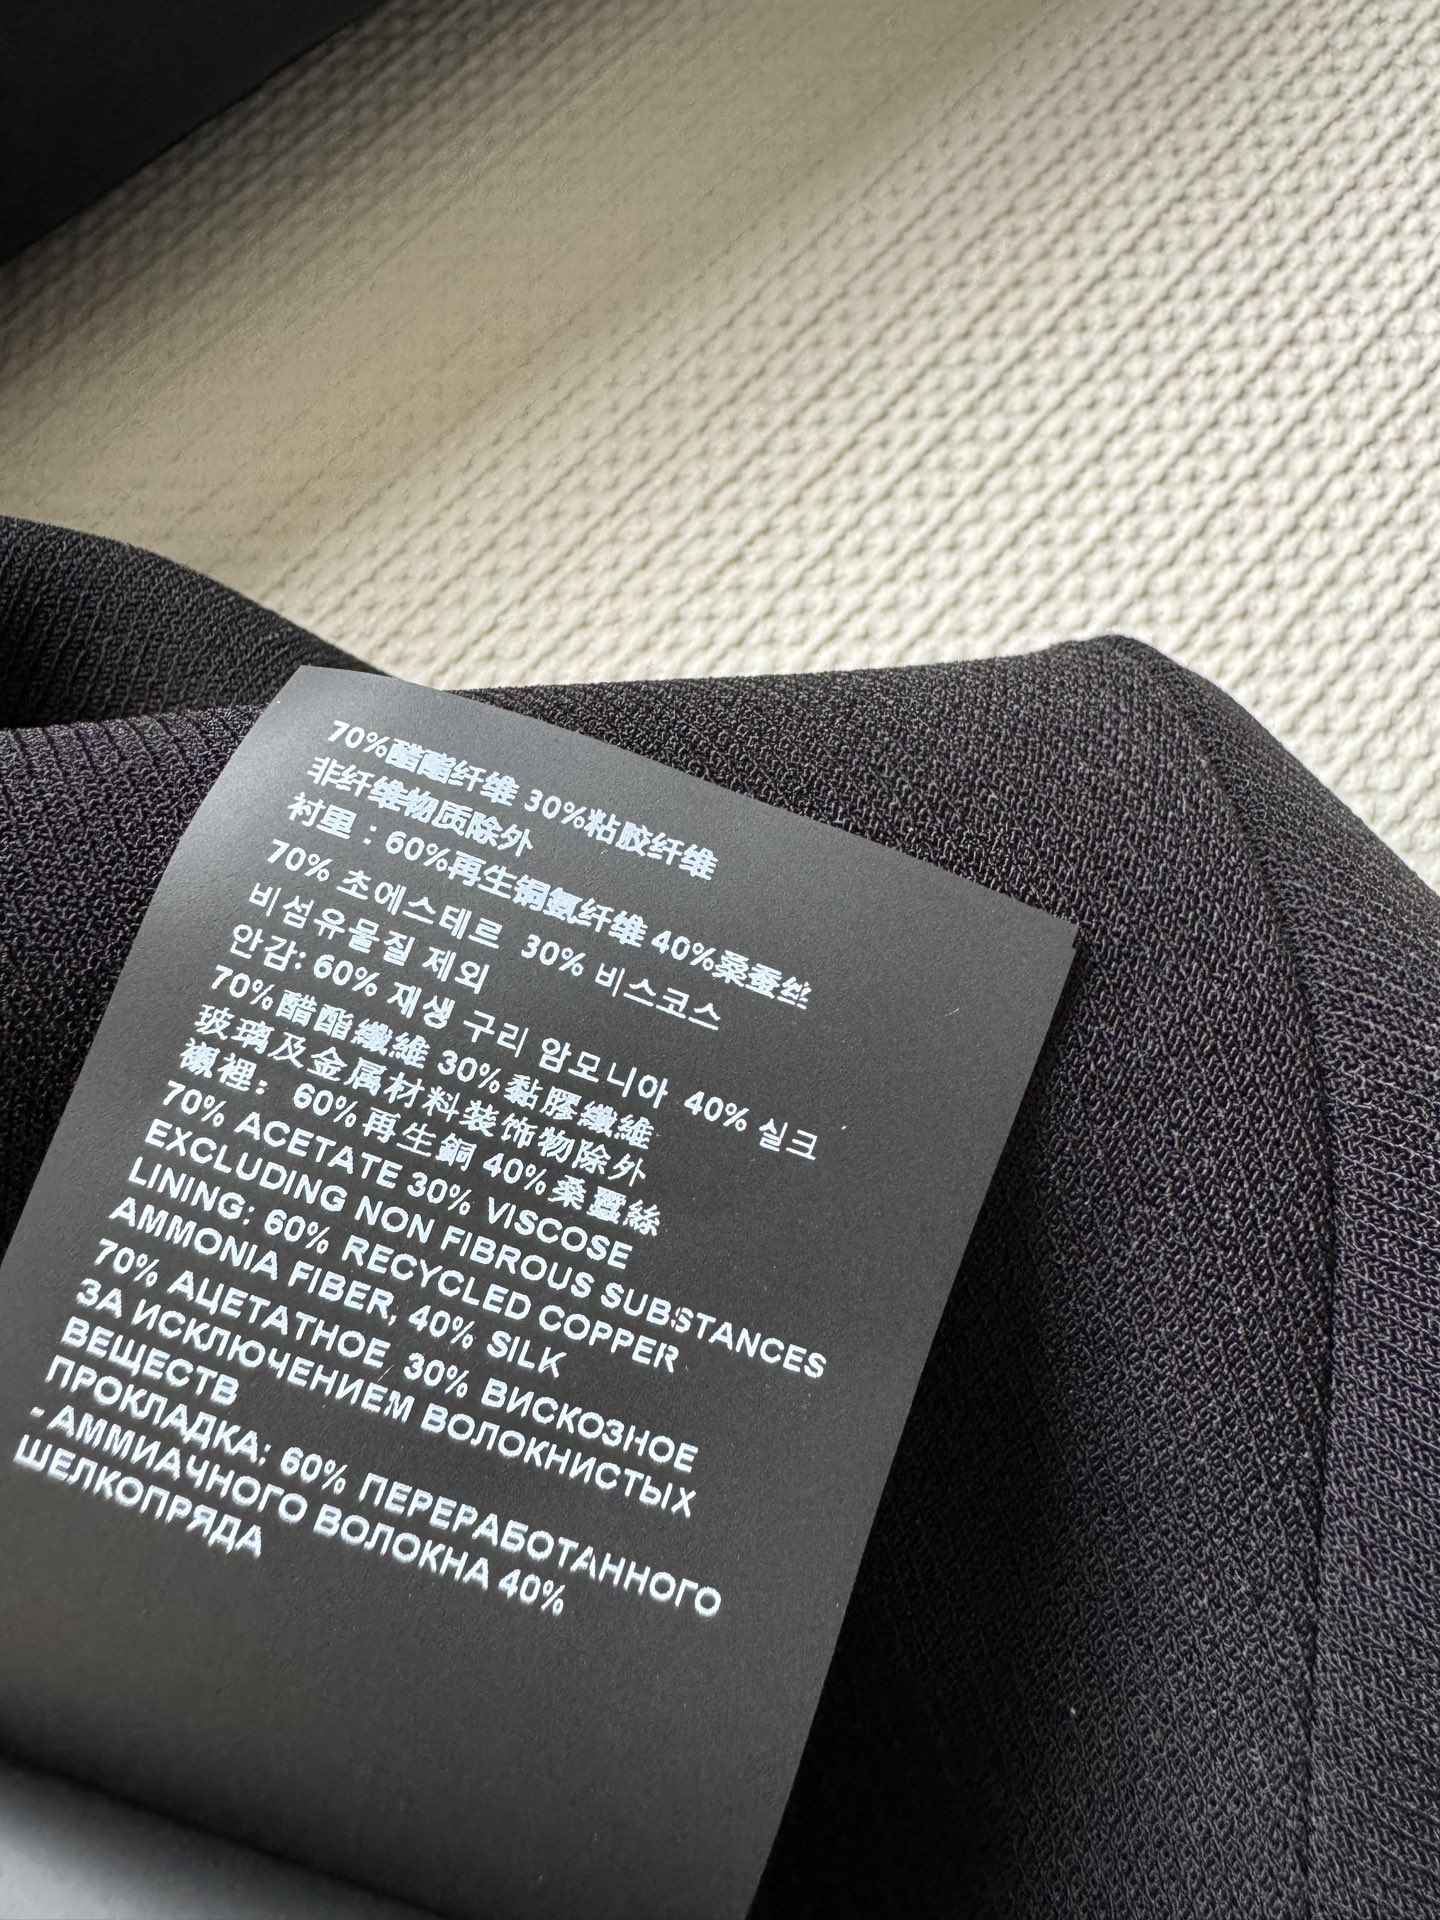 70%醋酯纤维 30%粘胶纤维
非纤维物质除外
衬里：60%再生铜氨纤维 40%桑蚕丝
70% 초에스테르 30% 비스코스
비섬유물질 제외
안감: 60% 재생 구리 암모니아 40% 실크
70%醋酯纖維 30%黏膠纖維
玻璃及金属材料装饰物除外
襯裡： 60%再生銅 40%桑蠶絲
70% ACETATE 30% VISCOSE
EXCLUDING NON FIBROUS SUBSTANCES
LINING: 60% RECYCLED COPPER
AMMONIA FIBER, 40% SILK
70% АЦЕТАТНОЕ 30% ВИСКОЗНОЕ
ЗА ИСКЛЮЧЕНИЕМ ВОЛОКНИСТЫХ
ВЕЩЕСТВ
ПРОКЛАДКА: 60% ПЕРЕРАБОТАННОГО
- АММИАЧНОГО ВОЛОКНА 40%
ШЕЛКОПРЯДА